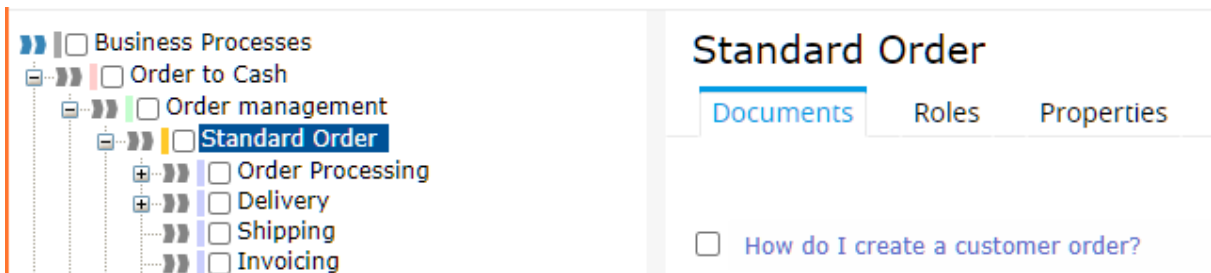 Business Processes
Order to Cash
Order management
Standard Order
Order Processing
Delivery
Shipping
Invoicing
Standard Order
Documents Roles Properties
How do I create a customer order?